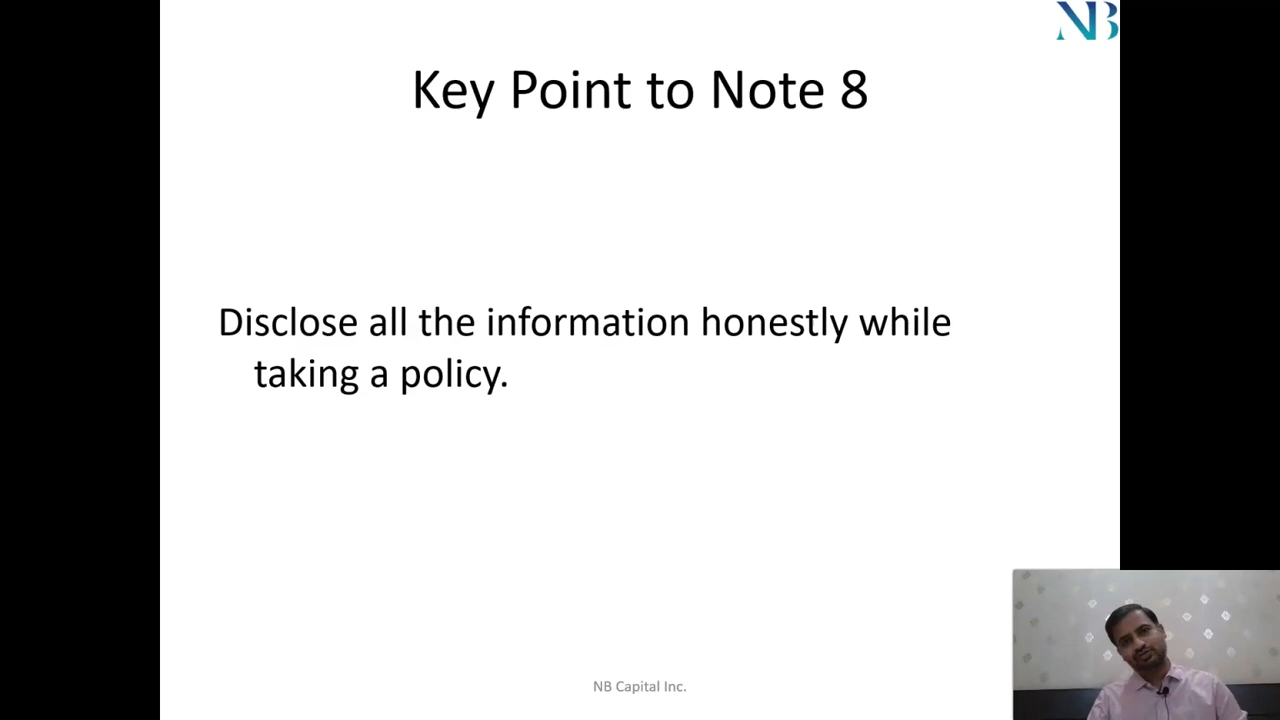 NB
Key Point to Note 8
Disclose all the information honestly while
taking a policy.
NB Capital Inc.